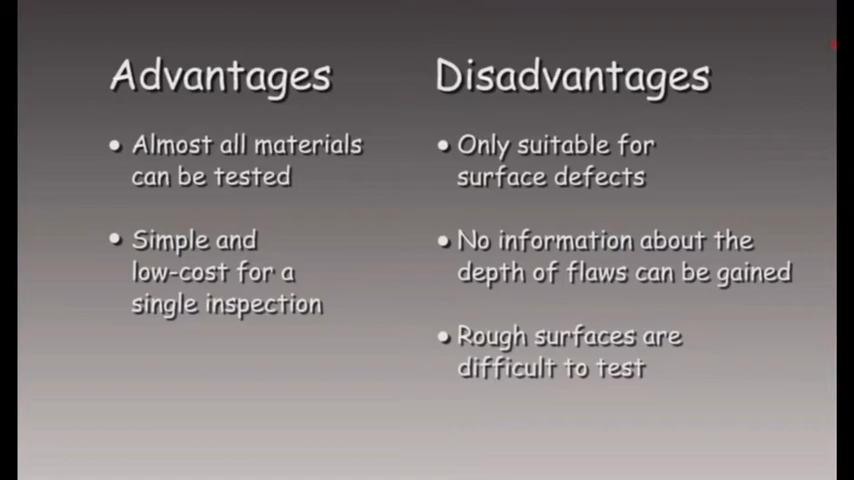 Advantages
• Almost all materials
can be tested
• Simple and
low-cost for a
single inspection
Disadvantages
• Only suitable for
surface defects
• No information about the
depth of flaws can be gained
• Rough surfaces are
difficult to test